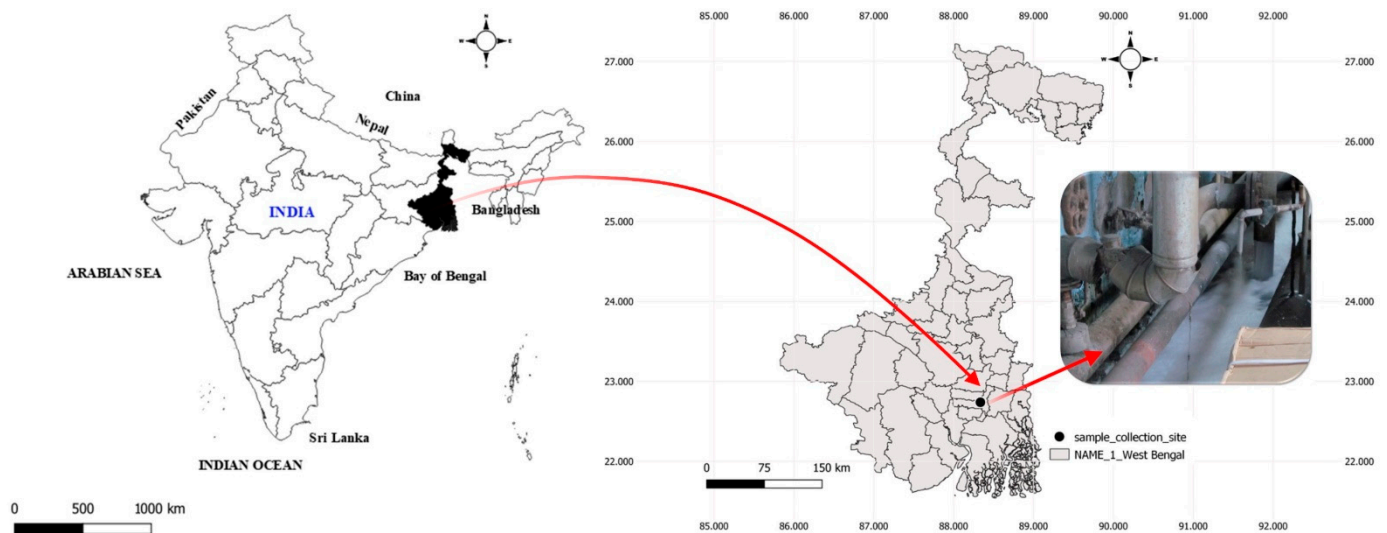 N
W E
S
China
Pakistan
Nepal
INDIA
Bangladesh
ARABIAN SEA
Bay of Bengal
Sri Lanka
INDIAN OCEAN
0 500 1000 km
85.000 86.000 87.000 88.000 89.000 90.000 91.000 92.000
N
W E
S
27.000 27.000
26.000 26.000
25.000 25.000
24.000 24.000
23.000 23.000
22.000 22.000
sample_collection_site
NAME_1_West Bengal
0 75 150 km
85.000 86.000 87.000 88.000 89.000 90.000 91.000 92.000